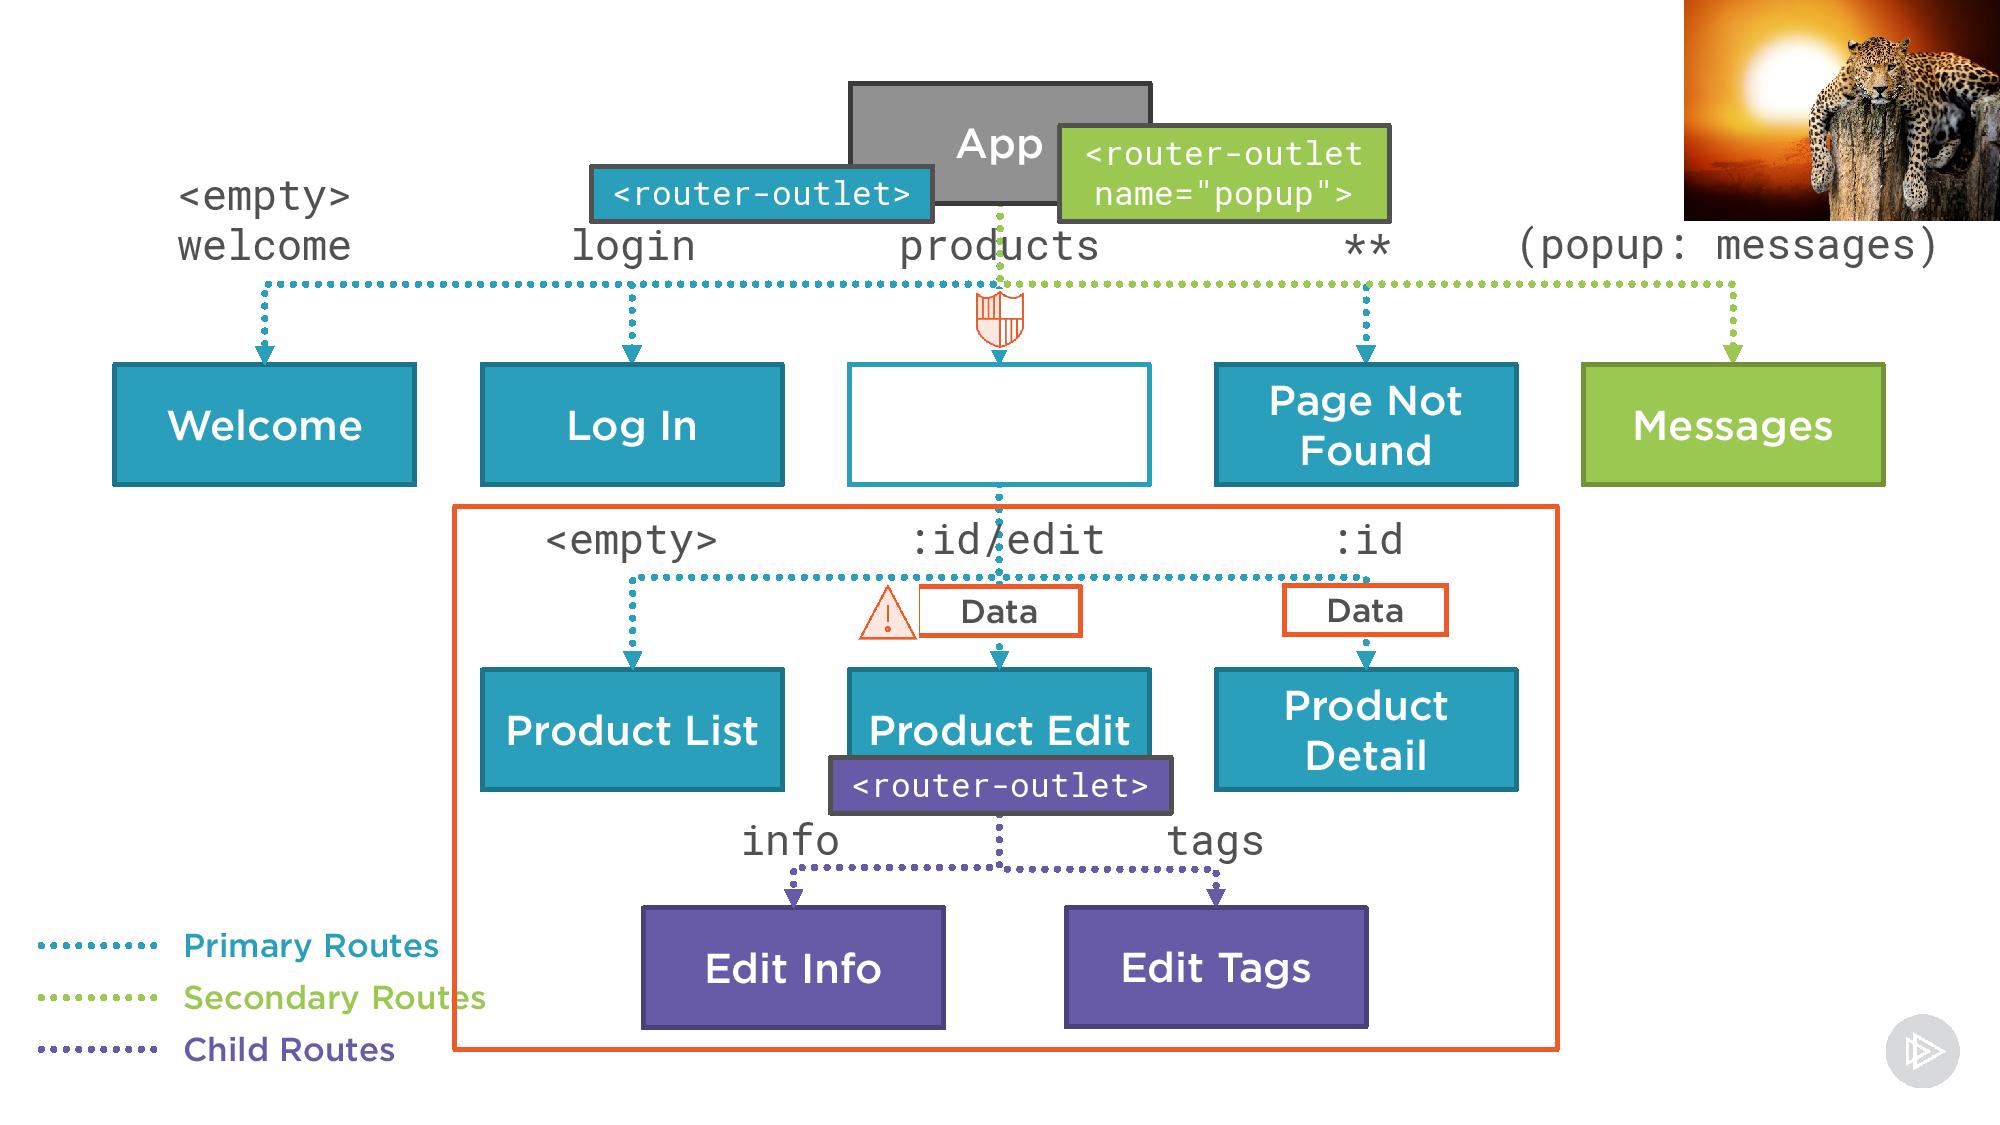 App
<router-outlet>
<router-outlet
name="popup">
<empty>
welcome
login
products
**
(popup: messages)
Welcome
Log In
Page Not
Found
Messages
<empty>
:id/edit
:id
Data
Data
Product List
Product Edit
Product
Detail
<router-outlet>
info
tags
Edit Info
Edit Tags
Primary Routes
Secondary Routes
Child Routes